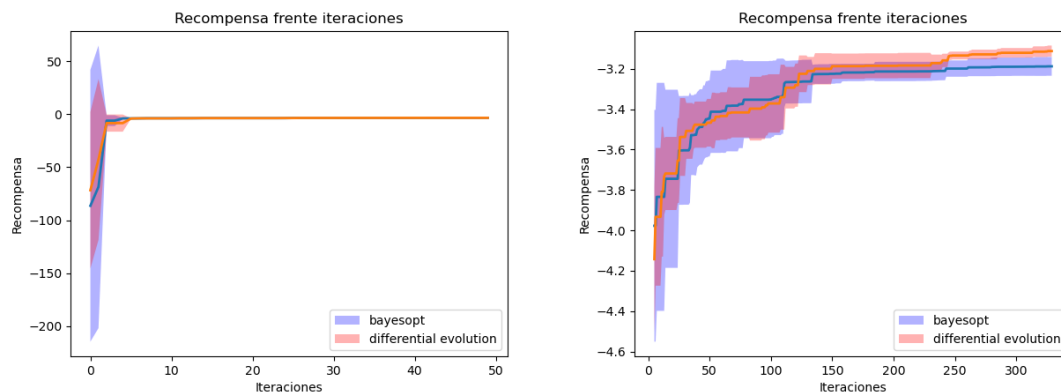 Recompensa frente iteraciones
Recompensa
50
0
−50
−100
−150
−200
0
10
20
30
40
50
Iteraciones
bayesopt
differential evolution
Recompensa frente iteraciones
Recompensa
−3.2
−3.4
−3.6
−3.8
−4.0
−4.2
−4.4
−4.6
0
50
100
150
200
250
300
Iteraciones
bayesopt
differential evolution